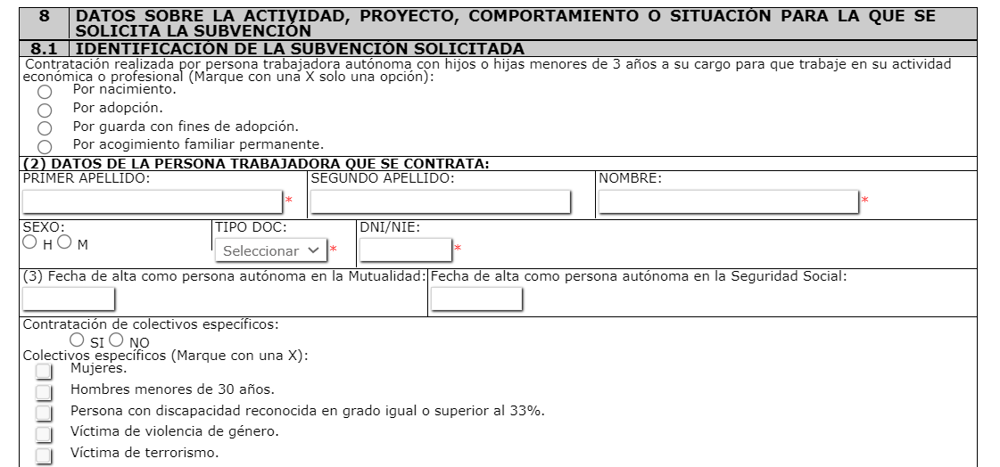 8 DATOS SOBRE LA ACTIVIDAD, PROYECTO, COMPORTAMIENTO O SITUACIÓN PARA LA QUE SE
SOLICITA LA SUBVENCIÓN
8.1 IDENTIFICACIÓN DE LA SUBVENCIÓN SOLICITADA
Contratación realizada por persona trabajadora autónoma con hijos o hijas menores de 3 años a su cargo para que trabaje en su actividad
económica o profesional (Marque con una X solo una opción):
Por nacimiento.
Por adopción.
Por guarda con fines de adopción.
Por acogimiento familiar permanente.
(2) DATOS DE LA PERSONA TRABAJADORA QUE SE CONTRATA:
PRIMER APELLIDO: SEGUNDO APELLIDO: NOMBRE:
* *
SEXO: TIPO DOC: DNI/NIE:
H M Seleccionar * *
(3) Fecha de alta como persona autónoma en la Mutualidad: Fecha de alta como persona autónoma en la Seguridad Social:
Contratación de colectivos específicos:
SI NO
Colectivos específicos (Marque con una X):
Mujeres.
Hombres menores de 30 años.
Persona con discapacidad reconocida en grado igual o superior al 33%.
Víctima de violencia de género.
Víctima de terrorismo.